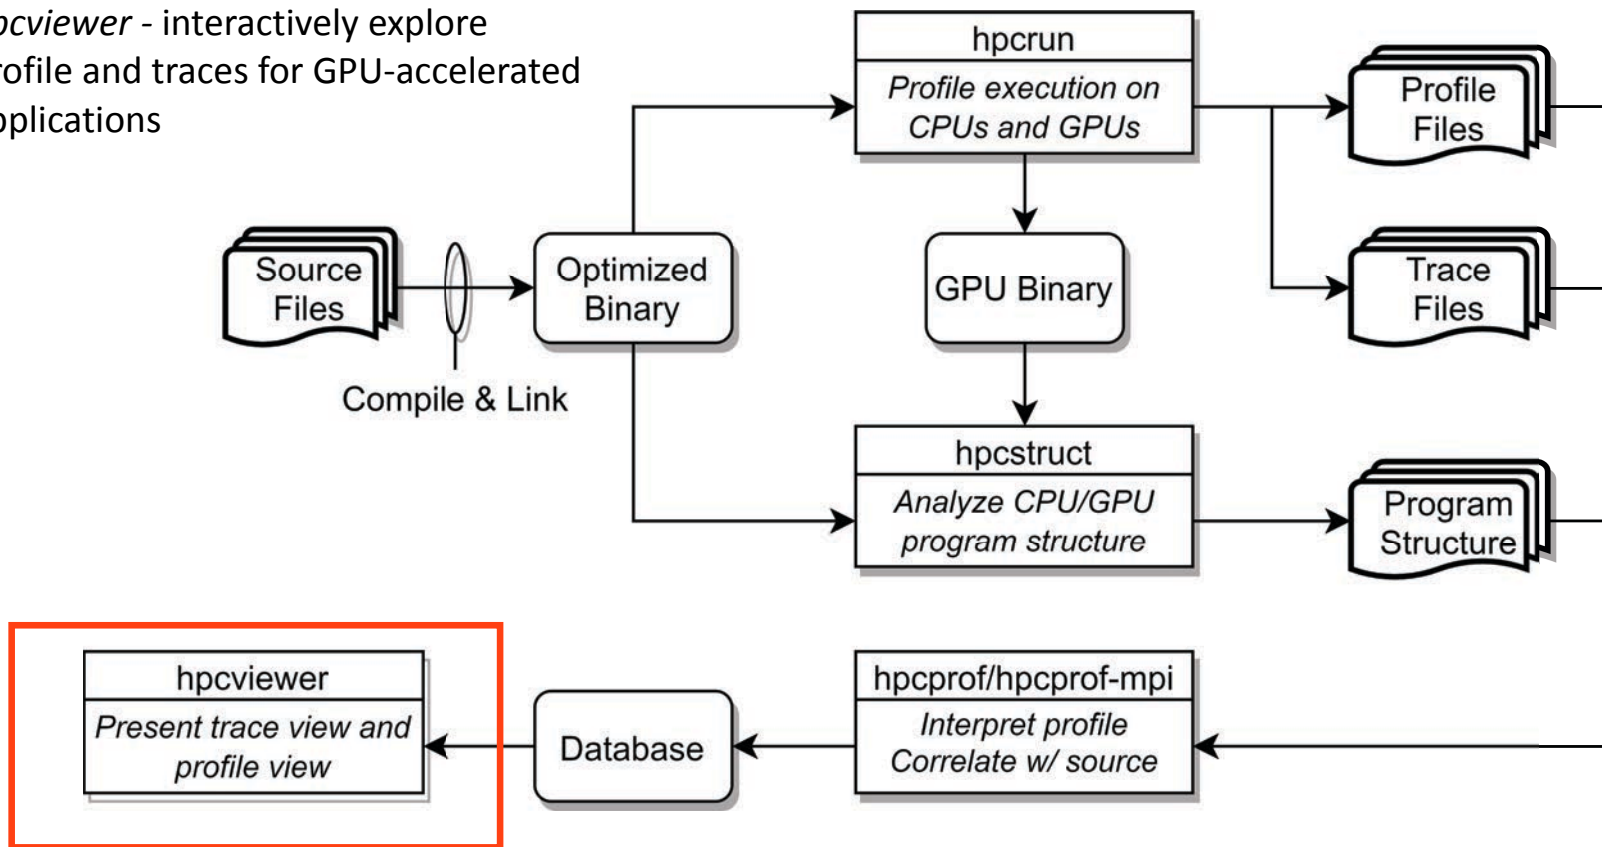 pcviewer - interactively explore
rofile and traces for GPU-accelerated
pplications
hpcrun
Profile execution on
CPUs and GPUs
Profile
Files
Source
Files
Compile & Link
Optimized
Binary
GPU Binary
Trace
Files
hpcstruct
Analyze CPU/GPU
program structure
Program
Structure
hpcviewer
Present trace view and
profile view
Database
hpcprof/hpcprof-mpi
Interpret profile
Correlate w/ source